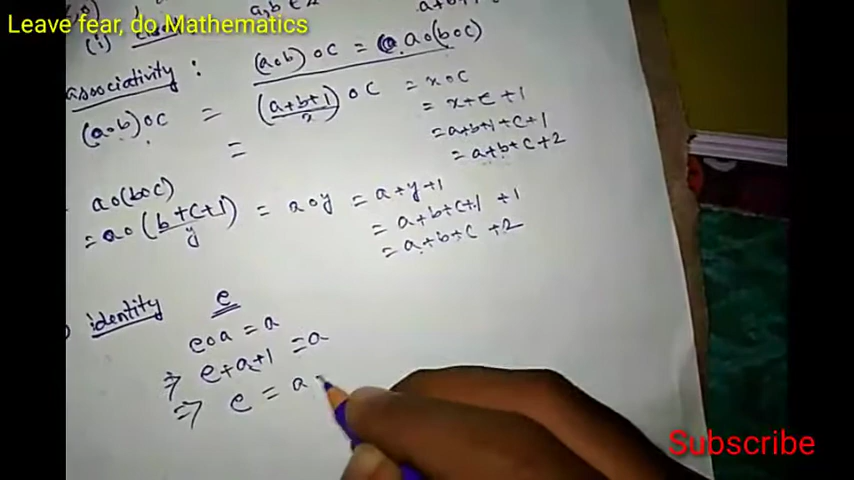 Leave fear, do Mathematics
(i)
associativity : (a∘b)∘c = a∘(b∘c)
(a∘b)∘c = (a+b+1)∘c = x∘c
x
= x+c+1
=
= a+b+1+c+1
= a+b+c+2
a∘(b∘c)
= a∘(b+c+1) = a∘y = a+y+1
y
= a+b+c+1 +1
= a+b+c +2
identity e
e∘a = a
⇒ e+a+1 = a
⇒ e = a
Subscribe